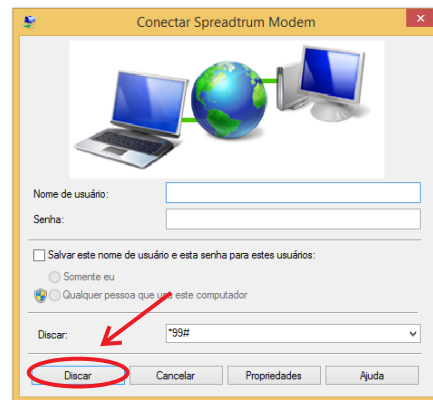 Conectar Spreadtrum Modem
Nome de usuário:
Senha:
Salvar este nome de usuário e esta senha para estes usuários:
Somente eu
Qualquer pessoa que usa este computador
Discar: *99#
Discar Cancelar Propriedades Ajuda